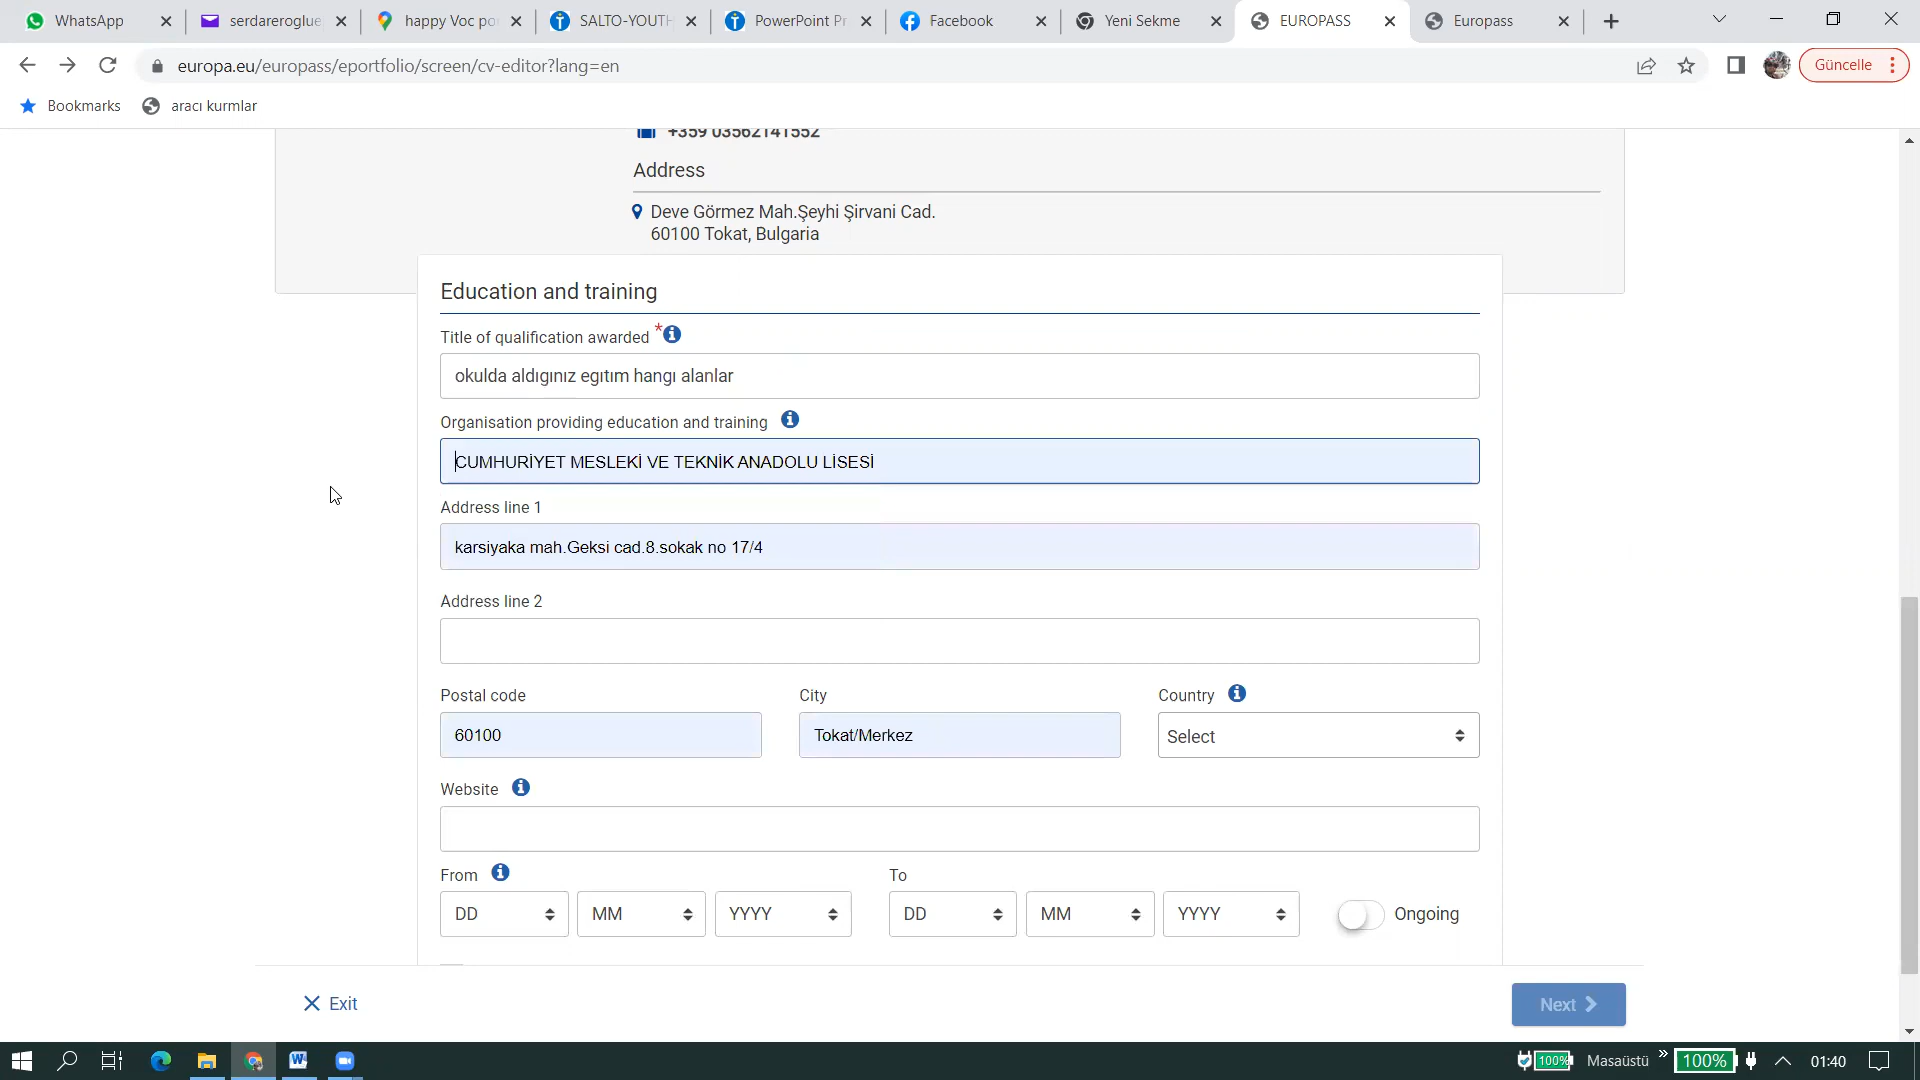 WhatsApp
serdareroglue
happy Voc po
SALTO-YOUTH
PowerPoint Pr
Facebook
Yeni Sekme
EUROPASS
Europass
europa.eu/europass/eportfolio/screen/cv-editor?lang=en
Güncelle
Bookmarks
aracı kurmlar
+359 03562141552
Address
Deve Görmez Mah.Şeyhi Şirvani Cad.
60100 Tokat, Bulgaria
Education and training
Title of qualification awarded *
okulda aldıgınız egıtım hangı alanlar
Organisation providing education and training
CUMHURİYET MESLEKİ VE TEKNİK ANADOLU LİSESİ
Address line 1
karsiyaka mah.Geksi cad.8.sokak no 17/4
Address line 2
Postal code City Country
60100 Tokat/Merkez Select
Website
From To
DD MM YYYY DD MM YYYY Ongoing
Exit
Next
100% Masaüstü 100% 01:40